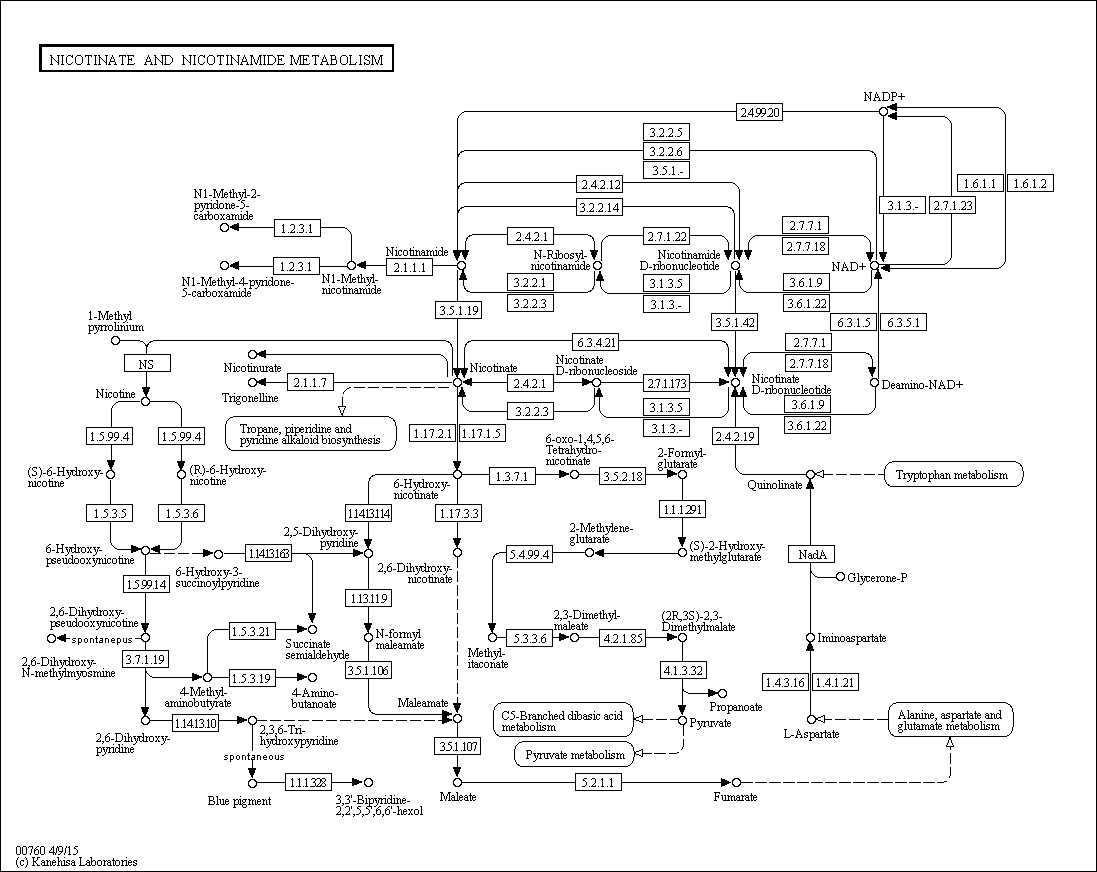 NICOTINATE AND NICOTINAMIDE METABOLISM
NADP+
2.4.99.20
3.2.2.5
3.2.2.6
3.5.1.-
2.4.2.12
3.2.2.14
1.6.1.1
1.6.1.2
3.1.3.-
2.7.1.23
N1-Methyl-2-
pyridone-5-
carboxamide
1.2.3.1
Nicotinamide
2.4.2.1
N-Ribosyl-
nicotinamide
2.7.1.22
Nicotinamide
D-ribonucleotide
2.7.7.1
2.7.7.18
NAD+
1.2.3.1
N1-Methyl-4-pyridone-
5-carboxamide
N1-Methyl-
nicotinamide
2.1.1.1
3.2.2.1
3.2.2.3
3.1.3.5
3.1.3.-
3.6.1.9
3.6.1.22
3.5.1.19
3.5.1.42
6.3.1.5
6.3.5.1
1-Methyl
pyrrolinium
NS
Nicotinurate
Nicotinate
6.3.4.21
Nicotinate
D-ribonucleoside
2.7.7.1
2.7.7.18
Nicotine
2.1.1.7
Trigonelline
2.4.2.1
2.7.1.173
Nicotinate
D-ribonucleotide
Deamino-NAD+
3.2.2.3
3.1.3.5
3.1.3.-
3.6.1.9
3.6.1.22
Tropane, piperidine and
pyridine alkaloid biosynthesis
1.5.99.4
1.5.99.4
1.17.2.1
1.17.1.5
6-oxo-1,4,5,6-
Tetrahydro-
nicotinate
2-Formyl-
glutarate
2.4.2.19
(S)-6-Hydroxy-
nicotine
(R)-6-Hydroxy-
nicotine
6-Hydroxy-
nicotinate
1.3.7.1
3.5.2.18
Quinolinate
Tryptophan metabolism
1.5.3.5
1.5.3.6
1.14.13.114
1.17.3.3
1.1.1.291
6-Hydroxy-
pseudooxynicotine
6-Hydroxy-3-
succinoylpyridine
1.14.13.163
2,5-Dihydroxy-
pyridine
2,6-Dihydroxy-
nicotinate
2-Methylene-
glutarate
5.4.99.4
(S)-2-Hydroxy-
methylglutarate
NadA
Glycerone-P
1.5.99.14
1.13.11.9
2,6-Dihydroxy-
pseudooxynicotine
spontanepus
1.5.3.21
Succinate
semialdehyde
N-formyl
maleamate
Methyl-
itaconate
5.3.3.6
2,3-Dimethyl-
maleate
4.2.1.85
(2R,3S)-2,3-
Dimethylmalate
Iminoaspartate
2,6-Dihydroxy-
N-methylmyosmine
3.7.1.19
4-Methyl-
aminobutyrate
1.5.3.19
4-Amino-
butanoate
3.5.1.106
4.1.3.32
1.4.3.16
1.4.1.21
Propanoate
2,6-Dihydroxy-
pyridine
1.14.13.10
2,3,6-Tri-
hydroxypyridine
Maleamate
C5-Branched dibasic acid
metabolism
Pyruvate
Pyruvate metabolism
L-Aspartate
Alanine, aspartate and
glutamate metabolism
spontaneous
3.5.1.107
Blue pigment
1.1.1.328
3,3'-Bipyridine-
2,2',5,5',6,6'-hexol
Maleate
5.2.1.1
Fumarate
00760 4/9/15
(c) Kanehisa Laboratories